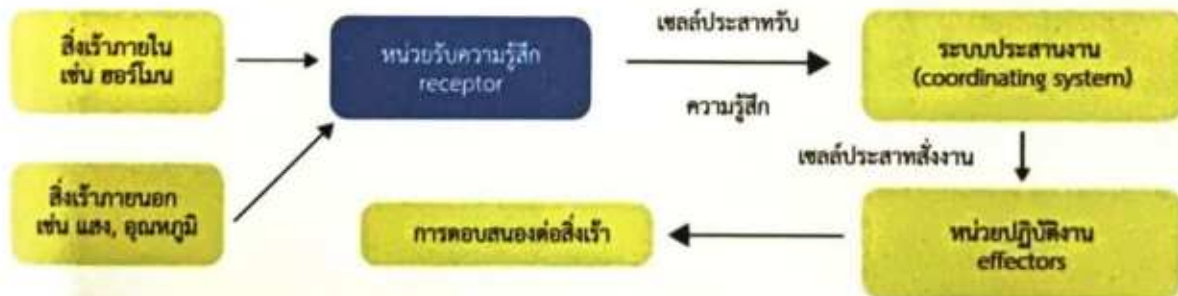 สิ่งเร้าภายใน
เช่น ฮอร์โมน
หน่วยรับความรู้สึก
receptor
เซลล์ประสาทรับ
ความรู้สึก
ระบบประสานงาน
(coordinating system)
เซลล์ประสาทสั่งงาน
สิ่งเร้าภายนอก
เช่น แสง, อุณหภูมิ
การตอบสนองต่อสิ่งเร้า
หน่วยปฏิบัติงาน
effectors